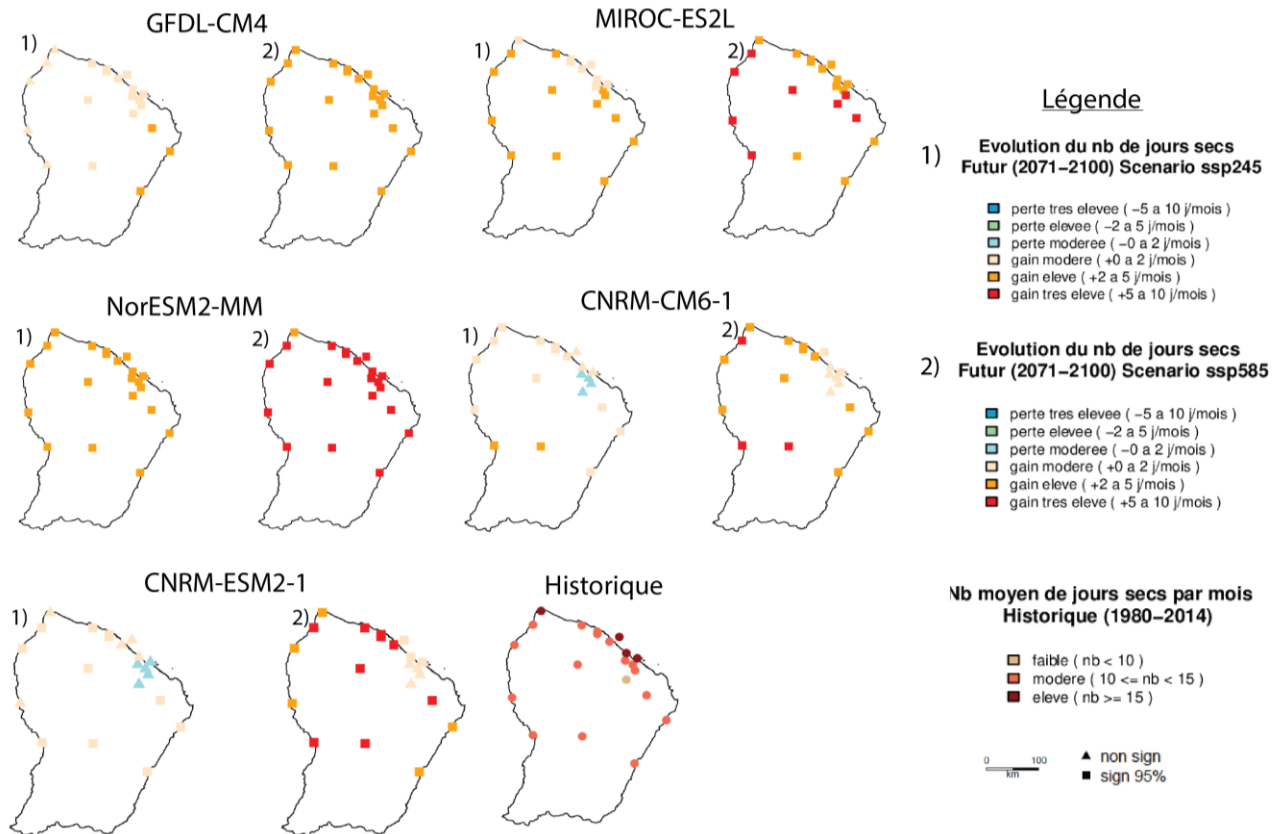 GFDL-CM4
MIROC-ES2L
1)
2)
1)
2)
Légende
1)
Evolution du nb de jours secs
Futur (2071−2100) Scenario ssp245
perte tres elevee ( −5 a 10 j/mois )
perte elevee ( −2 a 5 j/mois )
perte moderee ( −0 a 2 j/mois )
gain modere ( +0 a 2 j/mois )
gain eleve ( +2 a 5 j/mois )
gain tres eleve ( +5 a 10 j/mois )
NorESM2-MM
CNRM-CM6-1
1)
2)
1)
2)
2)
Evolution du nb de jours secs
Futur (2071−2100) Scenario ssp585
perte tres elevee ( −5 a 10 j/mois )
perte elevee ( −2 a 5 j/mois )
perte moderee ( −0 a 2 j/mois )
gain modere ( +0 a 2 j/mois )
gain eleve ( +2 a 5 j/mois )
gain tres eleve ( +5 a 10 j/mois )
CNRM-ESM2-1
Historique
1)
2)
Nb moyen de jours secs par mois
Historique (1980−2014)
faible ( nb < 10 )
modere ( 10 <= nb < 15 )
eleve ( nb >= 15 )
0 100
km
non sign
sign 95%